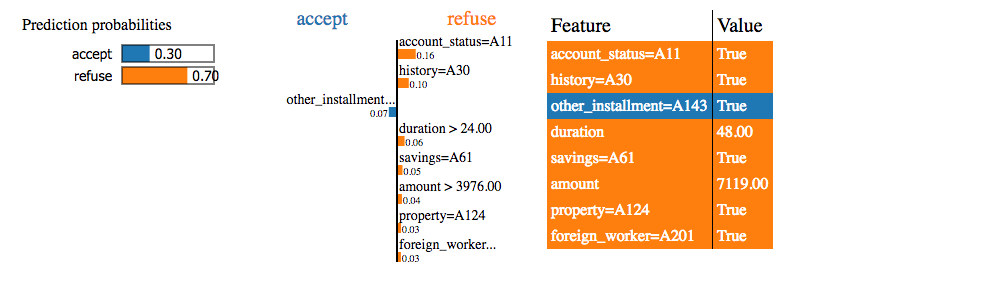 Prediction probabilities
accept 0.30
refuse 0.70
accept refuse
account_status=A11
0.16
history=A30
0.10
other_installment...
0.07
duration > 24.00
0.06
savings=A61
0.05
amount > 3976.00
0.04
property=A124
0.03
foreign_worker...
0.03
Feature Value
account_status=A11 True
history=A30 True
other_installment=A143 True
duration 48.00
savings=A61 True
amount 7119.00
property=A124 True
foreign_worker=A201 True